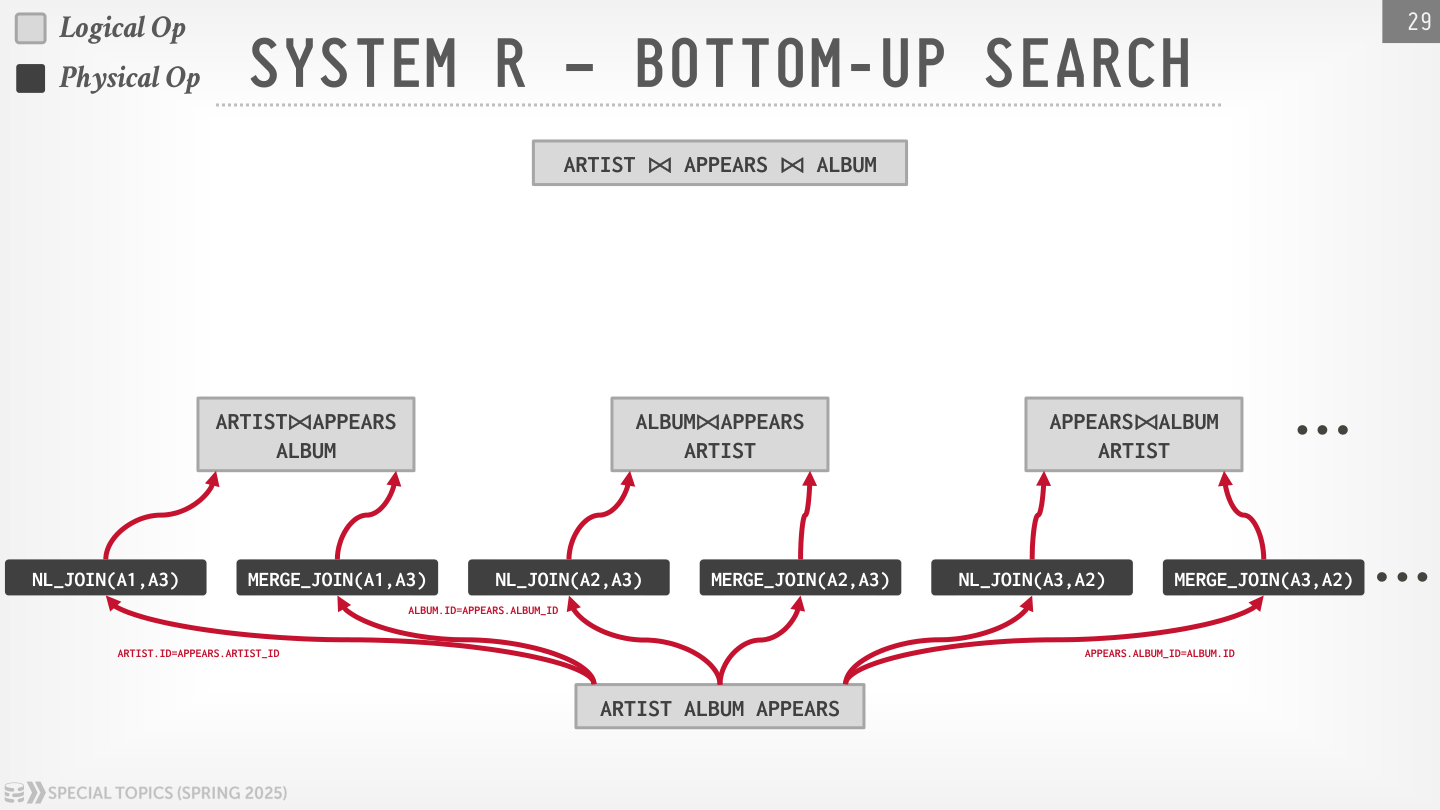 Logical Op
Physical Op
SYSTEM R – BOTTOM-UP SEARCH
29
ARTIST ⋈ APPEARS ⋈ ALBUM
ARTIST⋈APPEARS
ALBUM
ALBUM⋈APPEARS
ARTIST
APPEARS⋈ALBUM
ARTIST
•••
NL_JOIN(A1,A3)
MERGE_JOIN(A1,A3)
NL_JOIN(A2,A3)
MERGE_JOIN(A2,A3)
NL_JOIN(A3,A2)
MERGE_JOIN(A3,A2)
•••
ALBUM.ID=APPEARS.ALBUM_ID
ARTIST.ID=APPEARS.ARTIST_ID
APPEARS.ALBUM_ID=ALBUM.ID
ARTIST ALBUM APPEARS
SPECIAL TOPICS (SPRING 2025)